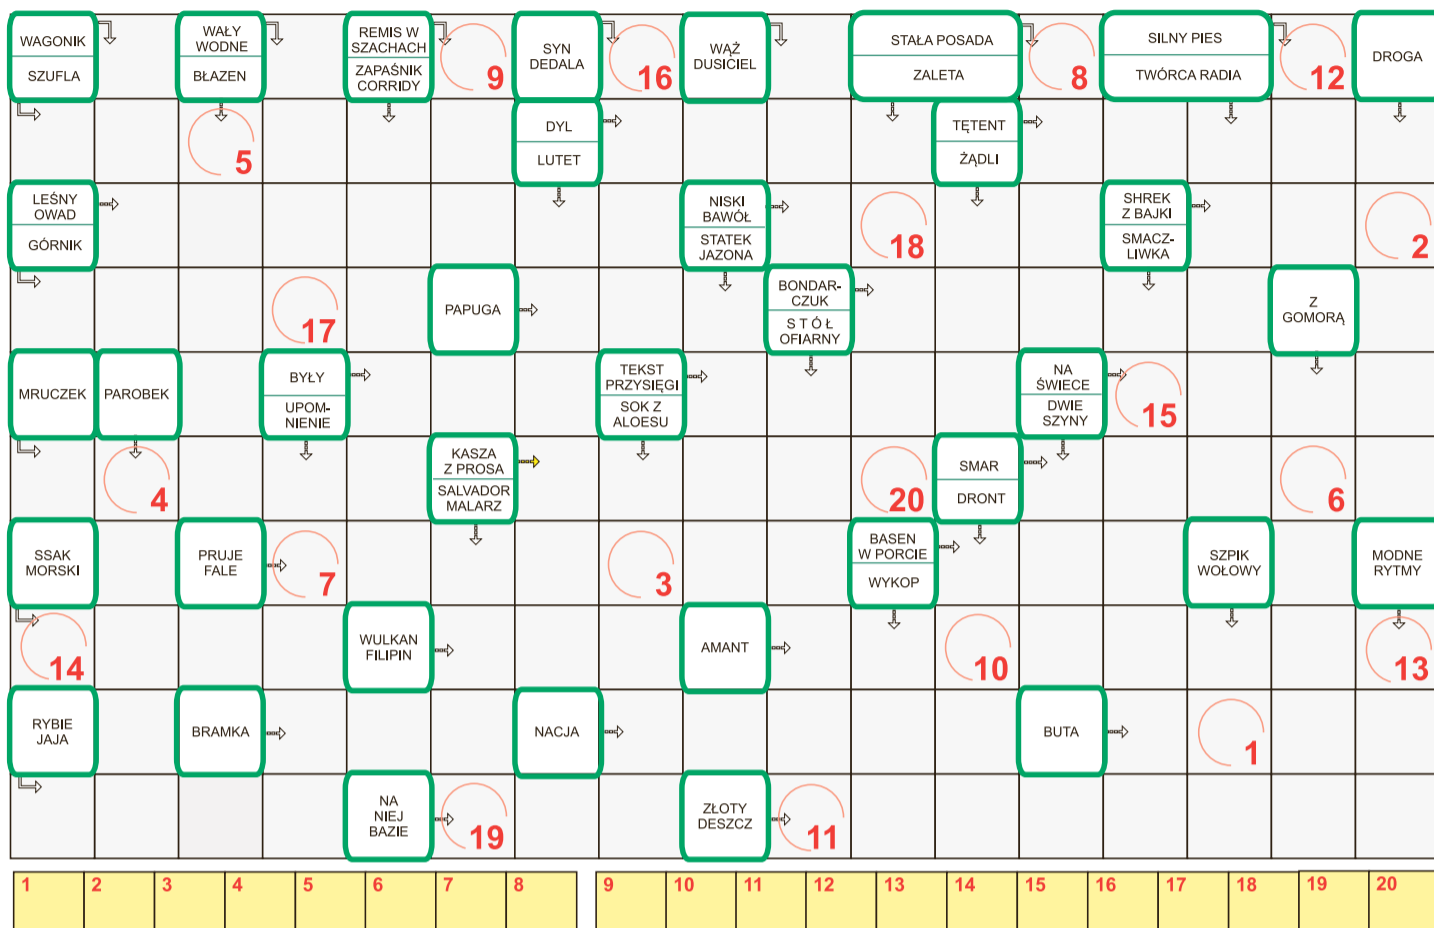 WAGONIK
SZUFLA
WAŁY
WODNE
BŁAZEN
REMIS W
SZACHACH
ZAPAŚNIK
CORRIDY
9
SYN
DEDALA
16
WĄŻ
DUSICIEL
STAŁA POSADA
ZALETA
8
SILNY PIES
TWÓRCA RADIA
12
DROGA
5
DYL
LUTET
TĘTENT
ŻĄDLI
LEŚNY
OWAD
GÓRNIK
NISKI
BAWÓŁ
STATEK
JAZONA
18
SHREK
Z BAJKI
SMACZ-
LIWKA
2
17
PAPUGA
BONDAR-
CZUK
S T Ó Ł
OFIARNY
Z
GOMORĄ
MRUCZEK
PAROBEK
BYŁY
UPOM-
NIENIE
TEKST
PRZYSIĘGI
SOK Z
ALOESU
NA
ŚWIECE
DWIE
SZYNY
15
4
KASZA
Z PROSA
SALVADOR
MALARZ
20
SMAR
DRONT
6
SSAK
MORSKI
PRUJE
FALE
7
3
BASEN
W PORCIE
WYKOP
SZPIK
WOŁOWY
MODNE
RYTMY
14
WULKAN
FILIPIN
AMANT
10
13
RYBIE
JAJA
BRAMKA
NACJA
BUTA
1
NA
NIEJ
BAZIE
19
ZŁOTY
DESZCZ
11
1 2 3 4 5 6 7 8 9 10 11 12 13 14 15 16 17 18 19 20